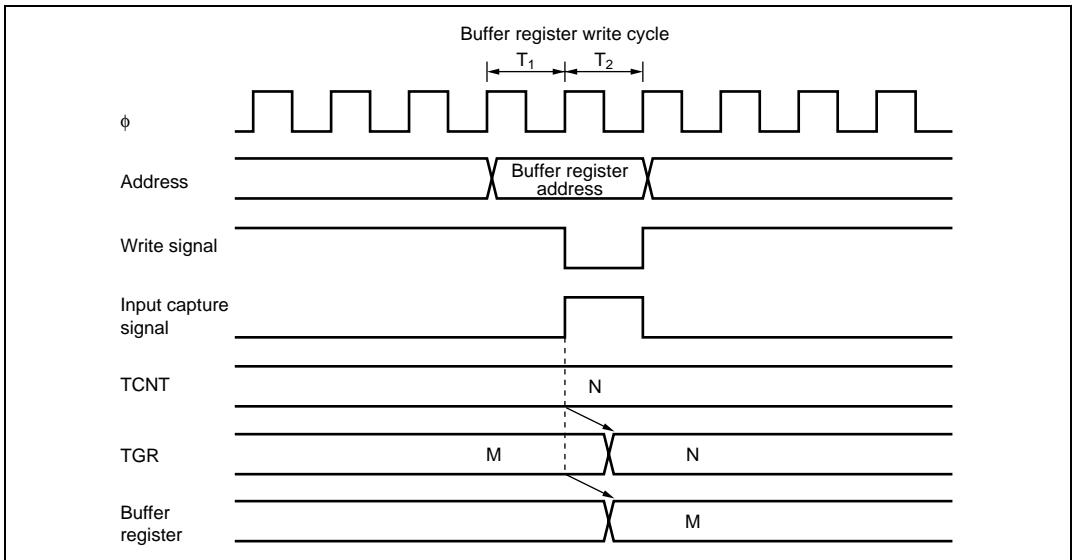 Buffer register write cycle
T₁ T₂
ϕ
Address
Buffer register
address
Write signal
Input capture
signal
TCNT
N
TGR
M N
Buffer
register
M